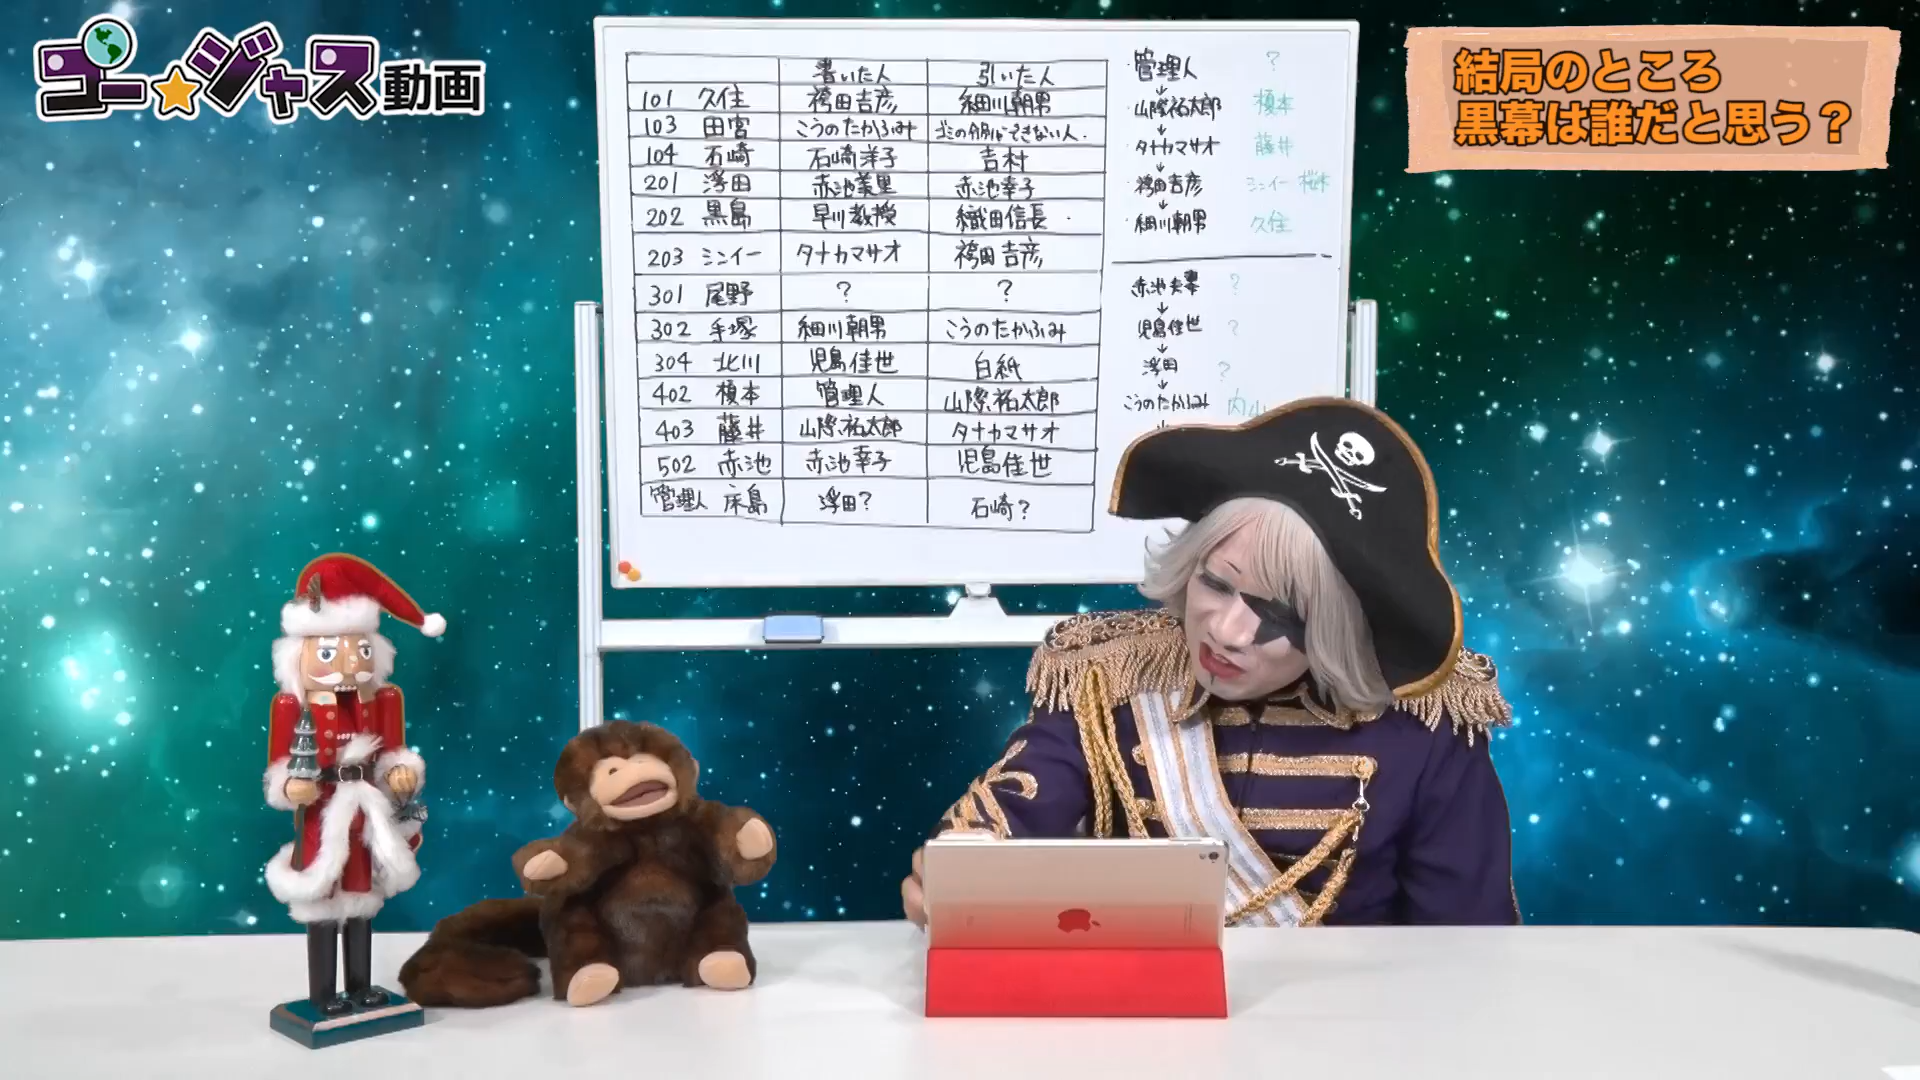 ゴー★ジャス動画
結局のところ
黒幕は誰だと思う？
書いた人 引いた人
101 久住 袴田吉彦 細川朝男
103 田宮 こうのたかふみ ゴミの分別ができない人
104 石崎 石崎洋子 吉村
201 浮田 赤池美里 赤池幸子
202 黒島 早川教授 織田信長
203 シンイー タナカマサオ 袴田吉彦
301 尾野 ？ ？
302 手塚 細川朝男 こうのたかふみ
304 北川 児島佳世 白紙
402 榎本 管理人 山際祐太郎
403 藤井 山際祐太郎 タナカマサオ
502 赤池 赤池幸子 児島佳世
管理人 床島 浮田？ 石崎？
管理人 ？
↓
山際祐太郎 榎本
↓
タナカマサオ 藤井
↓
袴田吉彦 シンイー 桜木
↓
細川朝男 久住
赤池夫妻 ？
↓
児島佳世 ？
↓
浮田 ？
↓
こうのたかふみ 内山